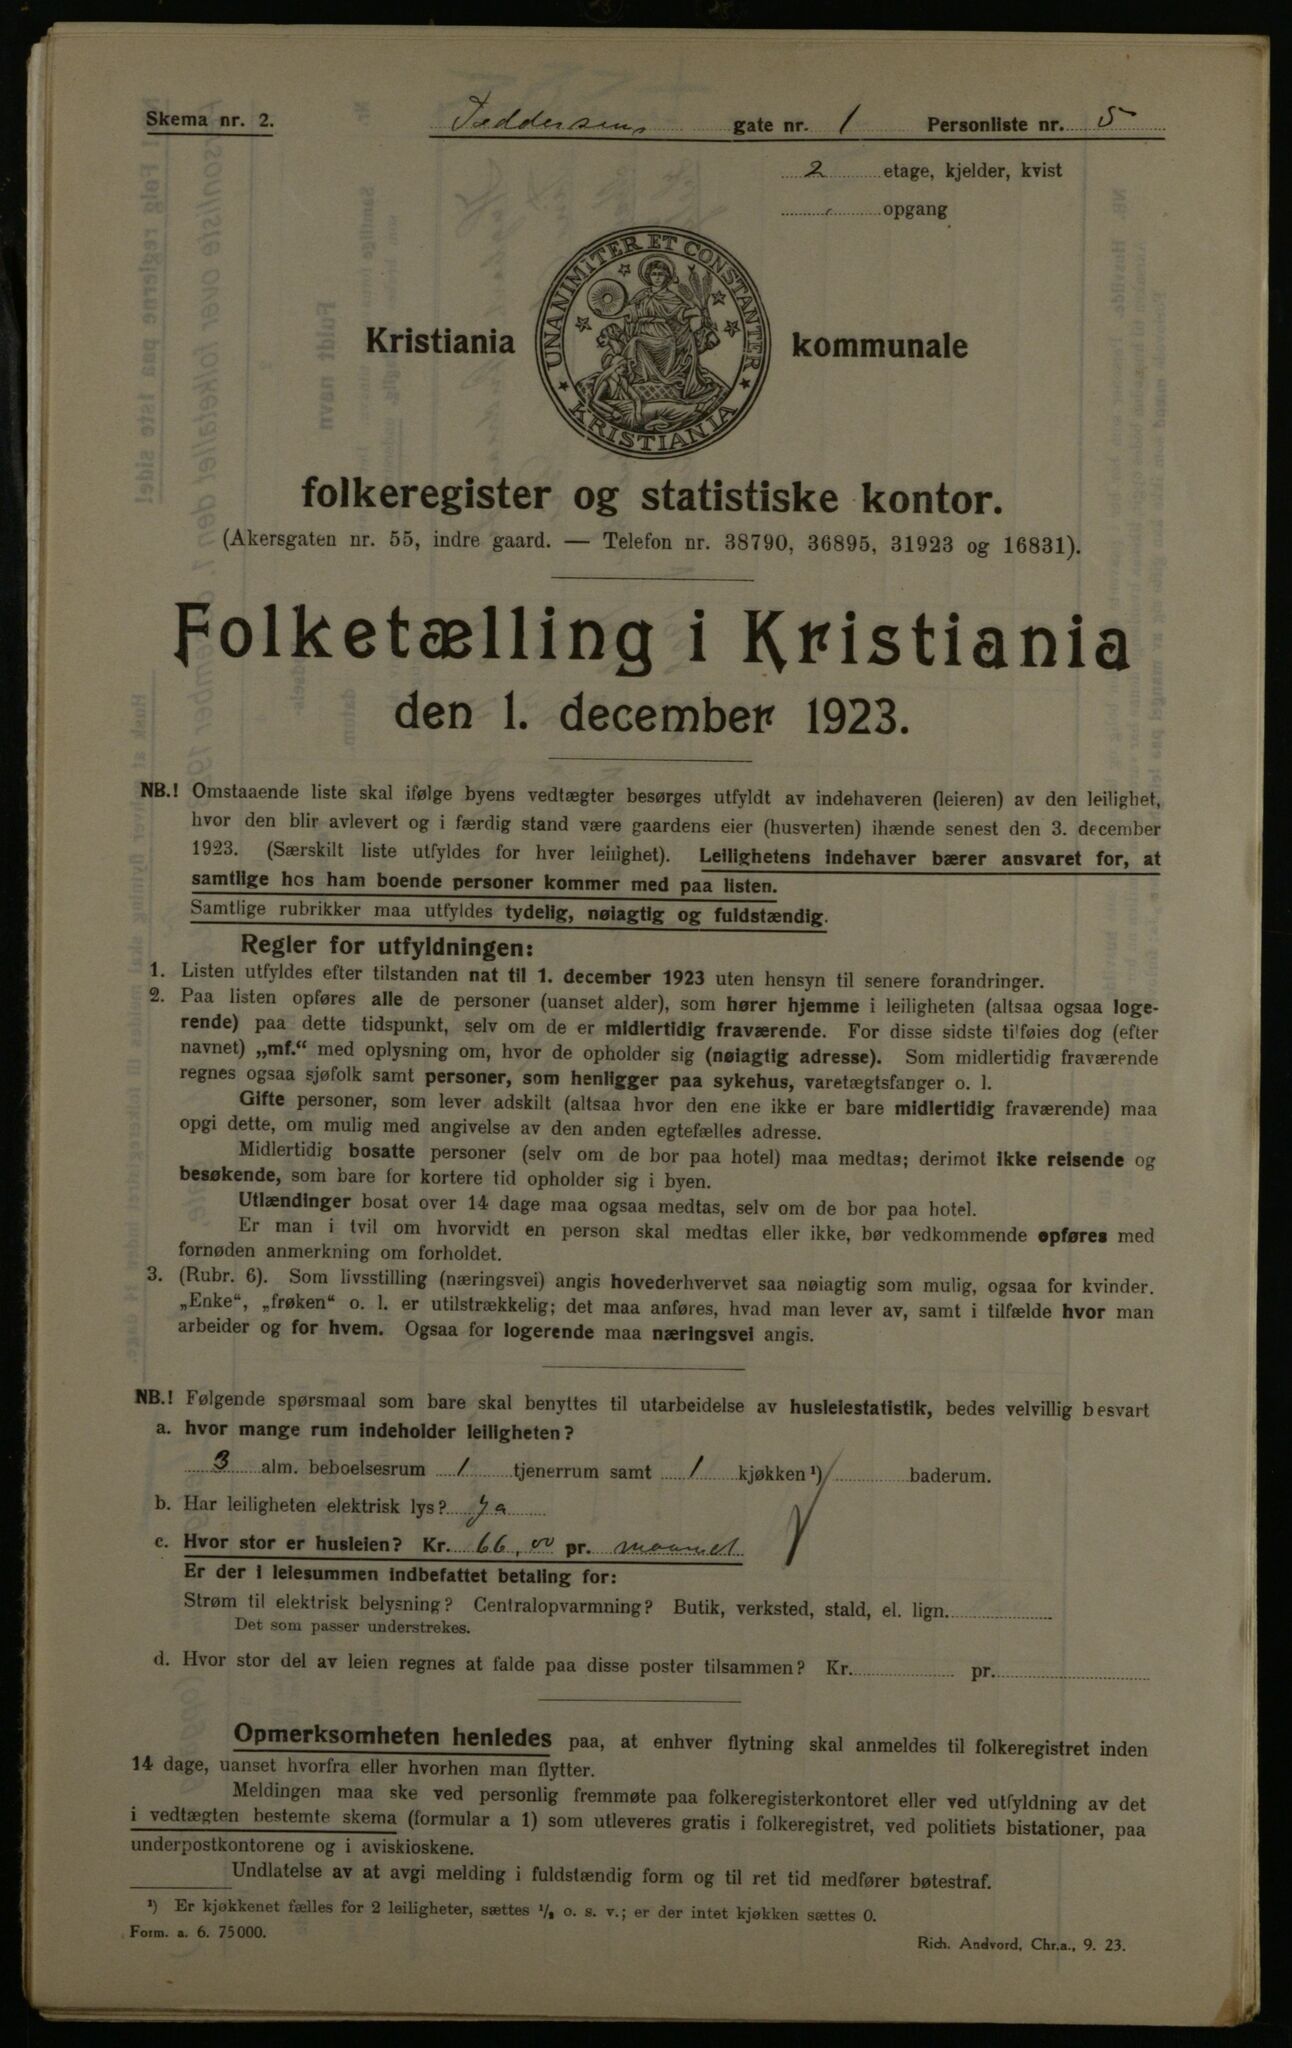 Skema nr. 2. Feddersens gate nr. 1 Personliste nr. 5
2 etage, kjelder, kvist
opgang
UNANIMITER ET CONSTANTER
KRISTIANIA
Kristiania kommunale
folkeregister og statistiske kontor.
(Akersgaten nr. 55, indre gaard. — Telefon nr. 38790, 36895, 31923 og 16831).
Folketælling i Kristiania
den 1. december 1923.
NB.! Omstaaende liste skal ifølge byens vedtægter besørges utfyldt av indehaveren (leieren) av den leilighet,
hvor den blir avlevert og i færdig stand være gaardens eier (husverten) ihænde senest den 3. december
1923. (Særskilt liste utfyldes for hver leilighet). Leilighetens indehaver bærer ansvaret for, at
samtlige hos ham boende personer kommer med paa listen.
Samtlige rubrikker maa utfyldes tydelig, nøiagtig og fuldstændig.
Regler for utfyldningen:
1. Listen utfyldes efter tilstanden nat til 1. december 1923 uten hensyn til senere forandringer.
2. Paa listen opføres alle de personer (uanset alder), som hører hjemme i leiligheten (altsaa ogsaa loge-
rende) paa dette tidspunkt, selv om de er midlertidig fraværende. For disse sidste tilføies dog (efter
navnet) „mf.“ med oplysning om, hvor de opholder sig (nøiagtig adresse). Som midlertidig fraværende
regnes ogsaa sjøfolk samt personer, som henligger paa sykehus, varetægtsfanger o. l.
Gifte personer, som lever adskilt (altsaa hvor den ene ikke er bare midlertidig fraværende) maa
opgi dette, om mulig med angivelse av den anden egtefælles adresse.
Midlertidig bosatte personer (selv om de bor paa hotel) maa medtas; derimot ikke reisende og
besøkende, som bare for kortere tid opholder sig i byen.
Utlændinger bosat over 14 dage maa ogsaa medtas, selv om de bor paa hotel.
Er man i tvil om hvorvidt en person skal medtas eller ikke, bør vedkommende opføres med
fornøden anmerkning om forholdet.
3. (Rubr. 6). Som livsstilling (næringsvei) angis hovederhvervet saa nøiagtig som mulig, ogsaa for kvinder.
„Enke“, „frøken“ o. l. er utilstrækkelig; det maa anføres, hvad man lever av, samt i tilfælde hvor man
arbeider og for hvem. Ogsaa for logerende maa næringsvei angis.
NB.! Følgende spørsmaal som bare skal benyttes til utarbeidelse av husleiestatistik, bedes velvillig besvart
a. hvor mange rum indeholder leiligheten?
3 alm. beboelsesrum 1 tjenerrum samt 1 kjøkken ¹) baderum.
b. Har leiligheten elektrisk lys? Ja
c. Hvor stor er husleien? Kr. 66,00 pr. maanet
Er der i leiesummen indbefattet betaling for:
Strøm til elektrisk belysning? Centralopvarmning? Butik, verksted, stald, el. lign.
Det som passer understrekes.
d. Hvor stor del av leien regnes at falde paa disse poster tilsammen? Kr. pr.
Opmerksomheten henledes paa, at enhver flytning skal anmeldes til folkeregistret inden
14 dage, uanset hvorfra eller hvorhen man flytter.
Meldingen maa ske ved personlig fremmøte paa folkeregisterkontoret eller ved utfyldning av det
i vedtægten bestemte skema (formular a 1) som utleveres gratis i folkeregistret, ved politiets bistationer, paa
underpostkontorene og i aviskioskene.
Undlatelse av at avgi melding i fuldstændig form og til ret tid medfører bøtestraf.
¹) Er kjøkkenet fælles for 2 leiligheter, sættes ½ o. s. v.; er der intet kjøkken sættes 0.
Form. a. 6. 75000.
Rich. Andvord, Chr.a., 9. 23.